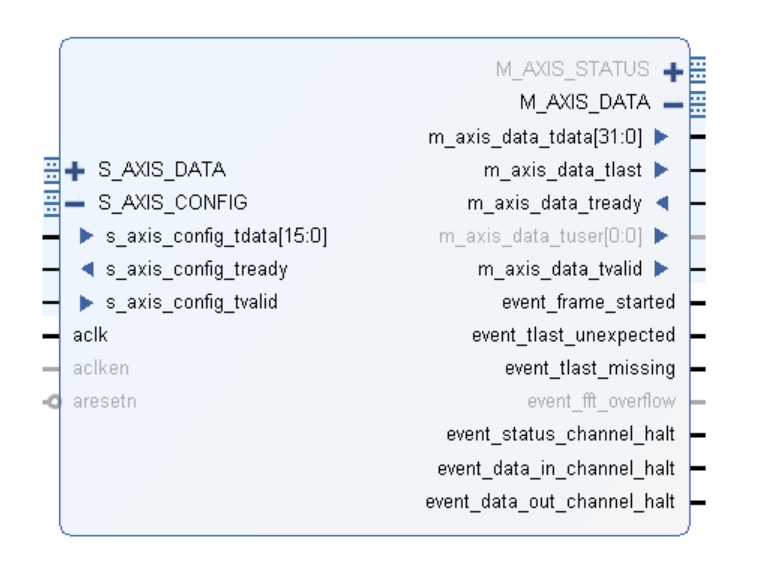 S_AXIS_DATA
S_AXIS_CONFIG
s_axis_config_tdata[15:0]
s_axis_config_tready
s_axis_config_tvalid
aclk
aclken
aresetn
M_AXIS_STATUS
M_AXIS_DATA
m_axis_data_tdata[31:0]
m_axis_data_tlast
m_axis_data_tready
m_axis_data_tuser[0:0]
m_axis_data_tvalid
event_frame_started
event_tlast_unexpected
event_tlast_missing
event_fft_overflow
event_status_channel_halt
event_data_in_channel_halt
event_data_out_channel_halt